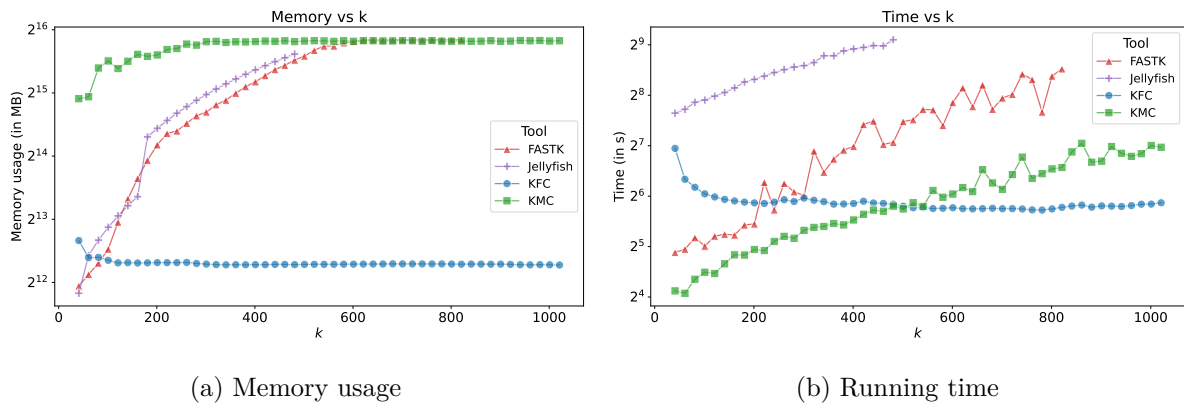 Memory vs k
Memory usage (in MB)
2^16
2^15
2^14
2^13
2^12
0 200 400 600 800 1000
k
Tool
FASTK
Jellyfish
KFC
KMC
(a) Memory usage
Time vs k
Time (in s)
2^9
2^8
2^7
2^6
2^5
2^4
0 200 400 600 800 1000
k
Tool
FASTK
Jellyfish
KFC
KMC
(b) Running time